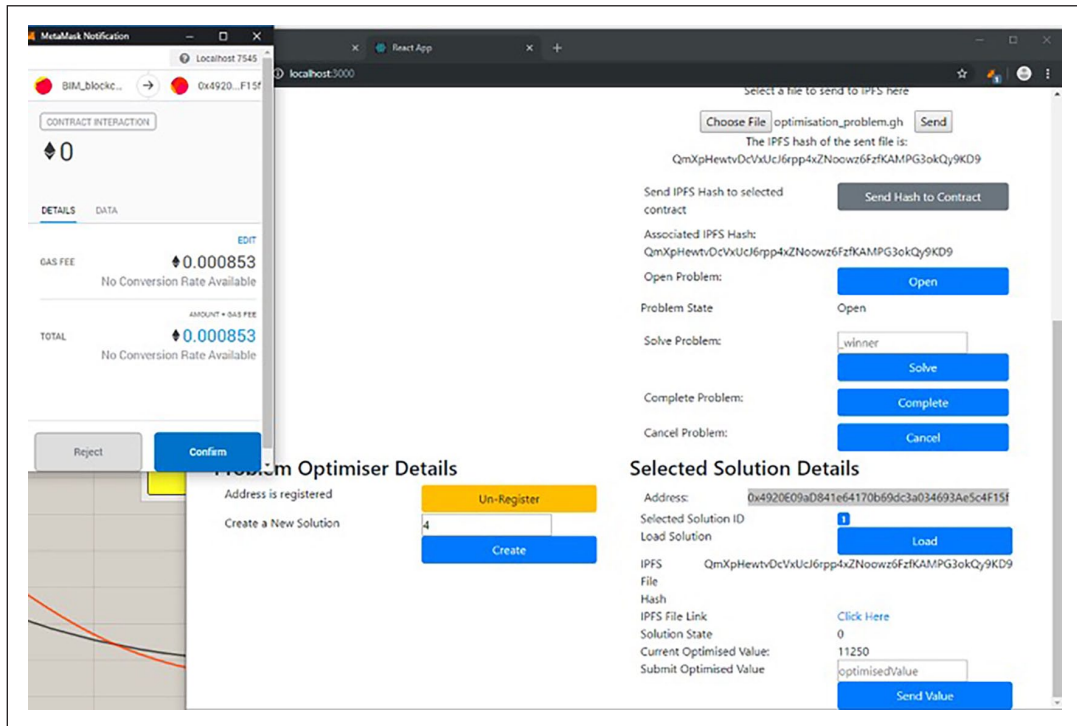 MetaMask Notification
Localhost 7545
BIM_blockc...
0x4920...F15f
CONTRACT INTERACTION
0
DETAILS DATA
EDIT
GAS FEE
0.000853
No Conversion Rate Available
AMOUNT + GAS FEE
TOTAL
0.000853
No Conversion Rate Available
Reject Confirm
React App
localhost:3000
1
Select a file to send to IPFS here
Choose File optimisation_problem.gh Send
The IPFS hash of the sent file is:
QmXpHewtvDcVxUcJ6rpp4xZNoowz6FzfKAMPG3okQy9KD9
Send IPFS Hash to selected
contract
Send Hash to Contract
Associated IPFS Hash:
QmXpHewtvDcVxUcJ6rpp4xZNoowz6FzfKAMPG3okQy9KD9
Open Problem: Open
Problem State Open
Solve Problem: _winner
Solve
Complete Problem: Complete
Cancel Problem: Cancel
Problem Optimiser Details
Address is registered Un-Register
Create a New Solution 4
Create
Selected Solution Details
Address: 0x4920E09aD841e64170b69dc3a034693Ae5c4F15f
Selected Solution ID 1
Load Solution Load
IPFS QmXpHewtvDcVxUcJ6rpp4xZNoowz6FzfKAMPG3okQy9KD9
File
Hash
IPFS File Link Click Here
Solution State 0
Current Optimised Value: 11250
Submit Optimised Value optimisedValue
Send Value